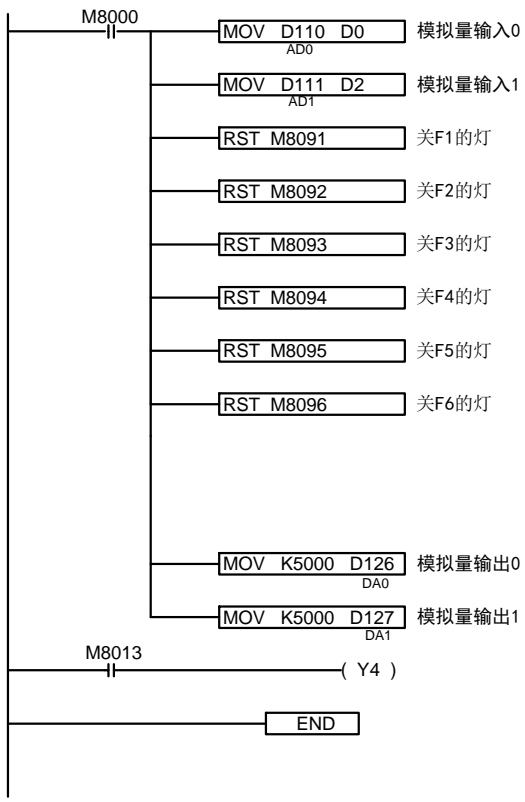 M8000
MOV D110 D0 模拟量输入0
AD0
MOV D111 D2 模拟量输入1
AD1
RST M8091 关F1的灯
RST M8092 关F2的灯
RST M8093 关F3的灯
RST M8094 关F4的灯
RST M8095 关F5的灯
RST M8096 关F6的灯
MOV K5000 D126 模拟量输出0
DA0
MOV K5000 D127 模拟量输出1
DA1
M8013
( Y4 )
END